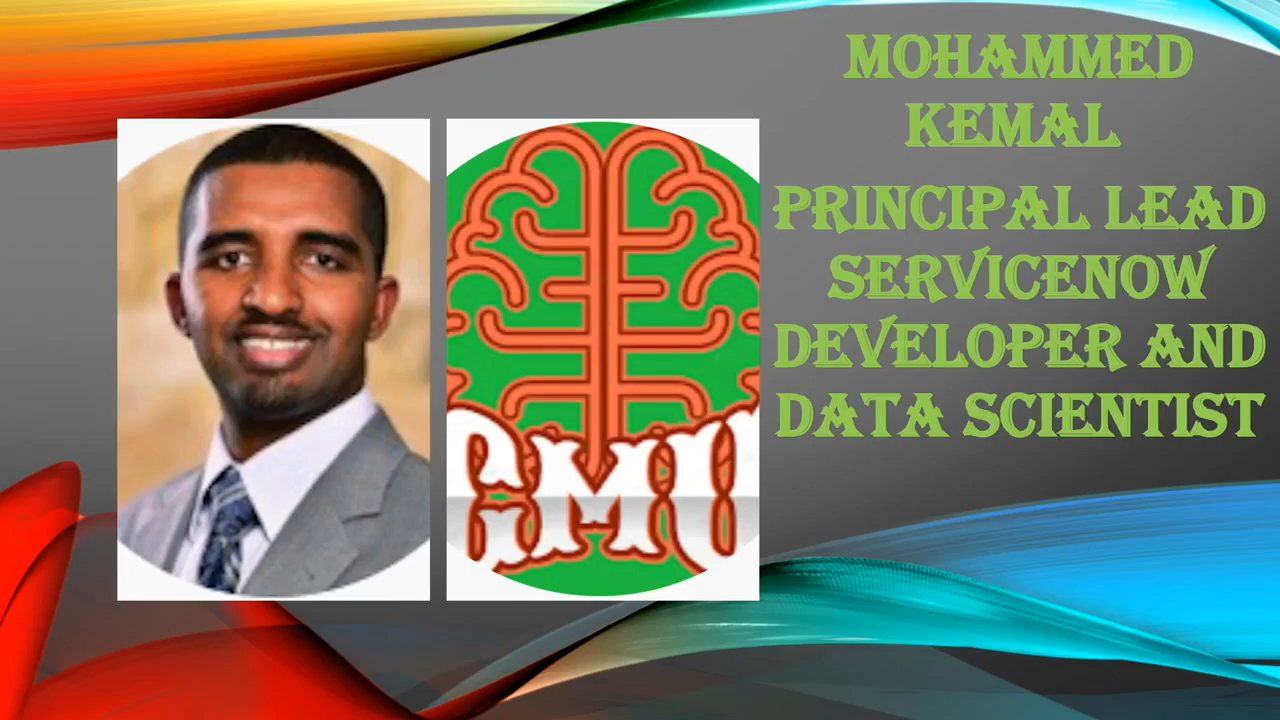 MOHAMMED
KEMAL
PRINCIPAL LEAD
SERVICENOW
DEVELOPER AND
DATA SCIENTIST